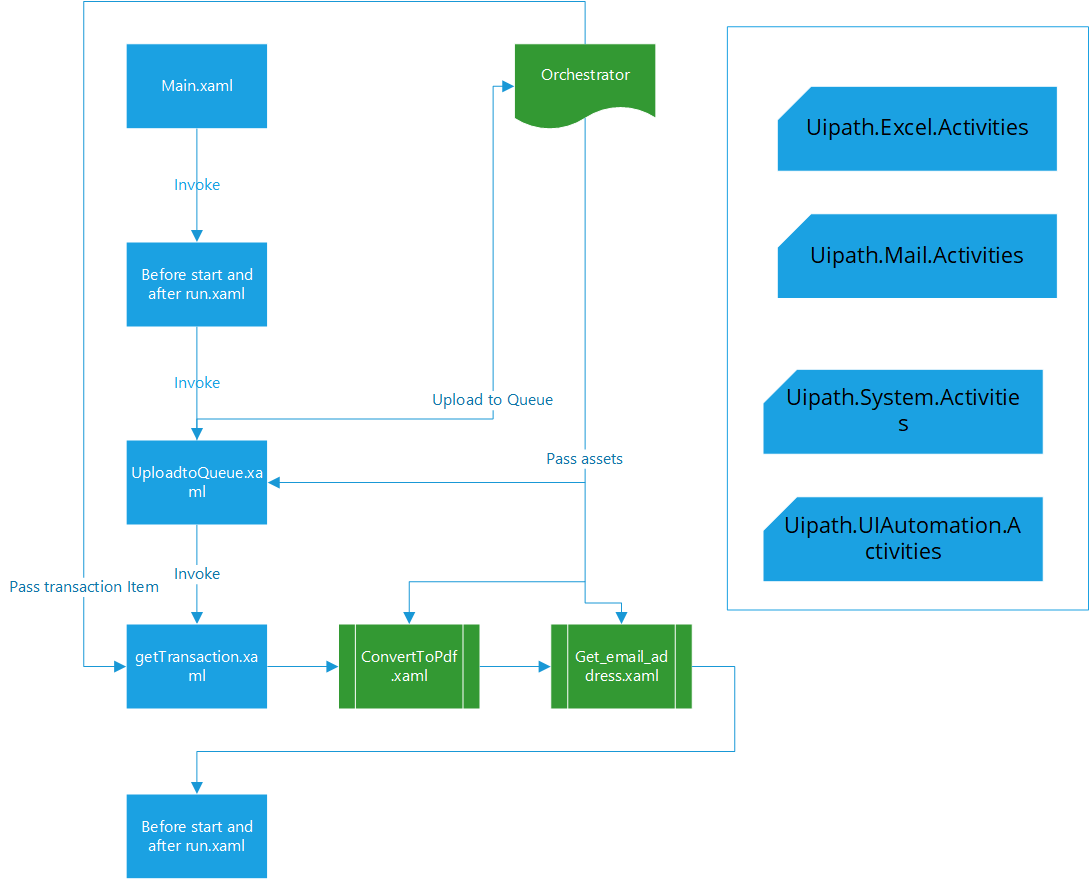 Main.xaml
Orchestrator
Uipath.Excel.Activities
Invoke
Uipath.Mail.Activities
Before start and
after run.xaml
Invoke
Upload to Queue
Uipath.System.Activitie
s
Pass assets
UploadtoQueue.xa
ml
Uipath.UIAutomation.A
ctivities
Invoke
Pass transaction Item
getTransaction.xa
ml
ConvertToPdf
.xaml
Get_email_ad
dress.xaml
Before start and
after run.xaml